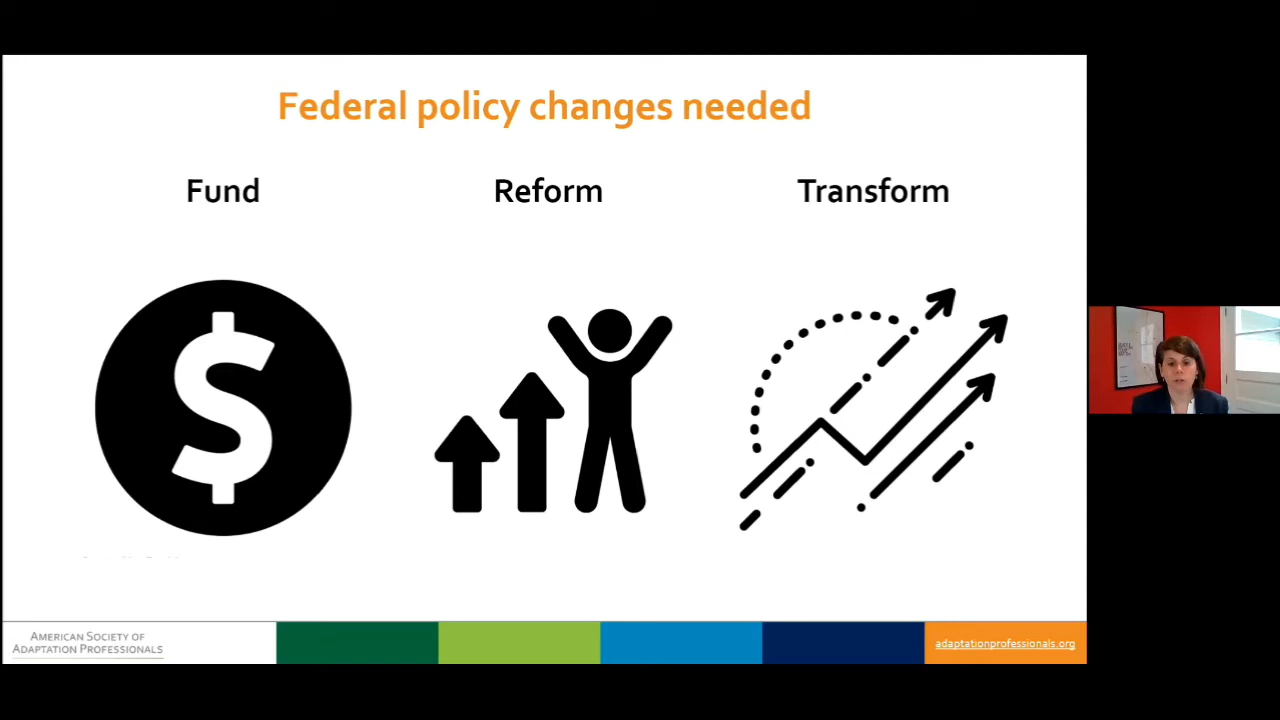 Federal policy changes needed
Fund
Reform
Transform
AMERICAN SOCIETY OF
ADAPTATION PROFESSIONALS
adaptationprofessionals.org